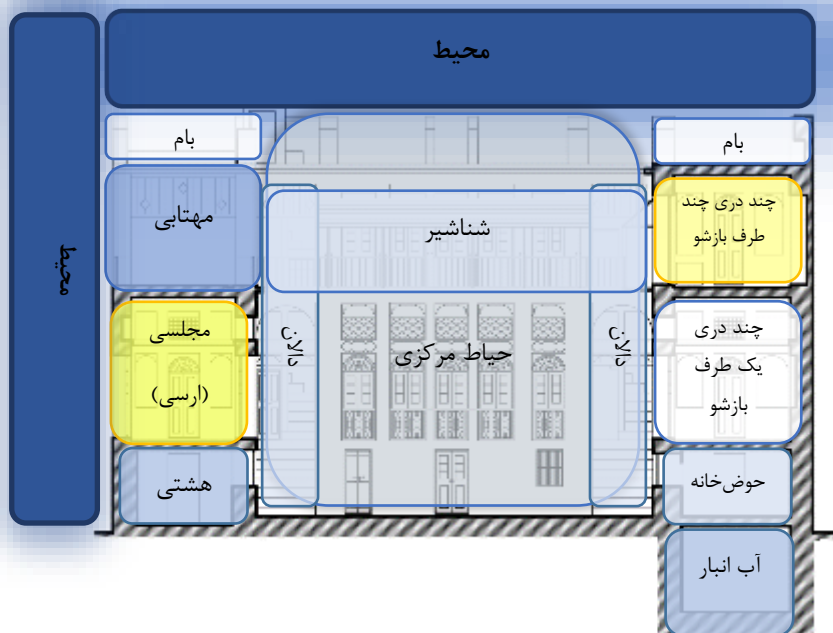 محیط
محیط
بام
بام
چند دری چند
طرف بازشو
شناشیر
مهتابی
چند دری
یک طرف
بازشو
دالان
حیاط مرکزی
دالان
مجلسی
(ارسی)
حوض‌خانه
هشتی
آب انبار